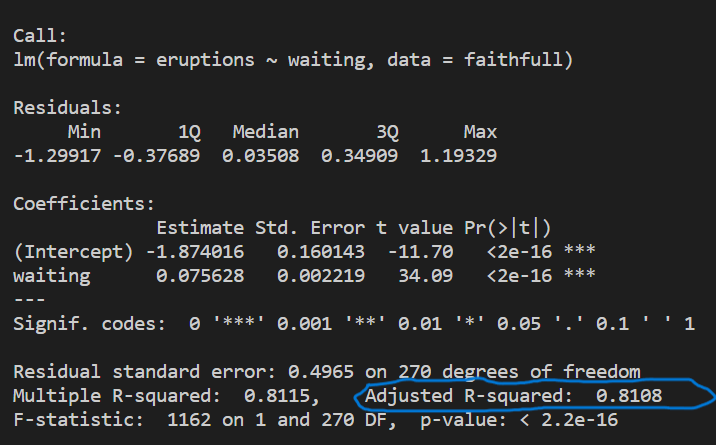 Call:
lm(formula = eruptions ~ waiting, data = faithfull)
Residuals:
Min 1Q Median 3Q Max
-1.29917 -0.37689 0.03508 0.34909 1.19329
Coefficients:
Estimate Std. Error t value Pr(>|t|)
(Intercept) -1.874016 0.160143 -11.70 <2e-16 ***
waiting 0.075628 0.002219 34.09 <2e-16 ***
---
Signif. codes: 0 '***' 0.001 '**' 0.01 '*' 0.05 '.' 0.1 ' ' 1
Residual standard error: 0.4965 on 270 degrees of freedom
Multiple R-squared: 0.8115, Adjusted R-squared: 0.8108
F-statistic: 1162 on 1 and 270 DF, p-value: < 2.2e-16